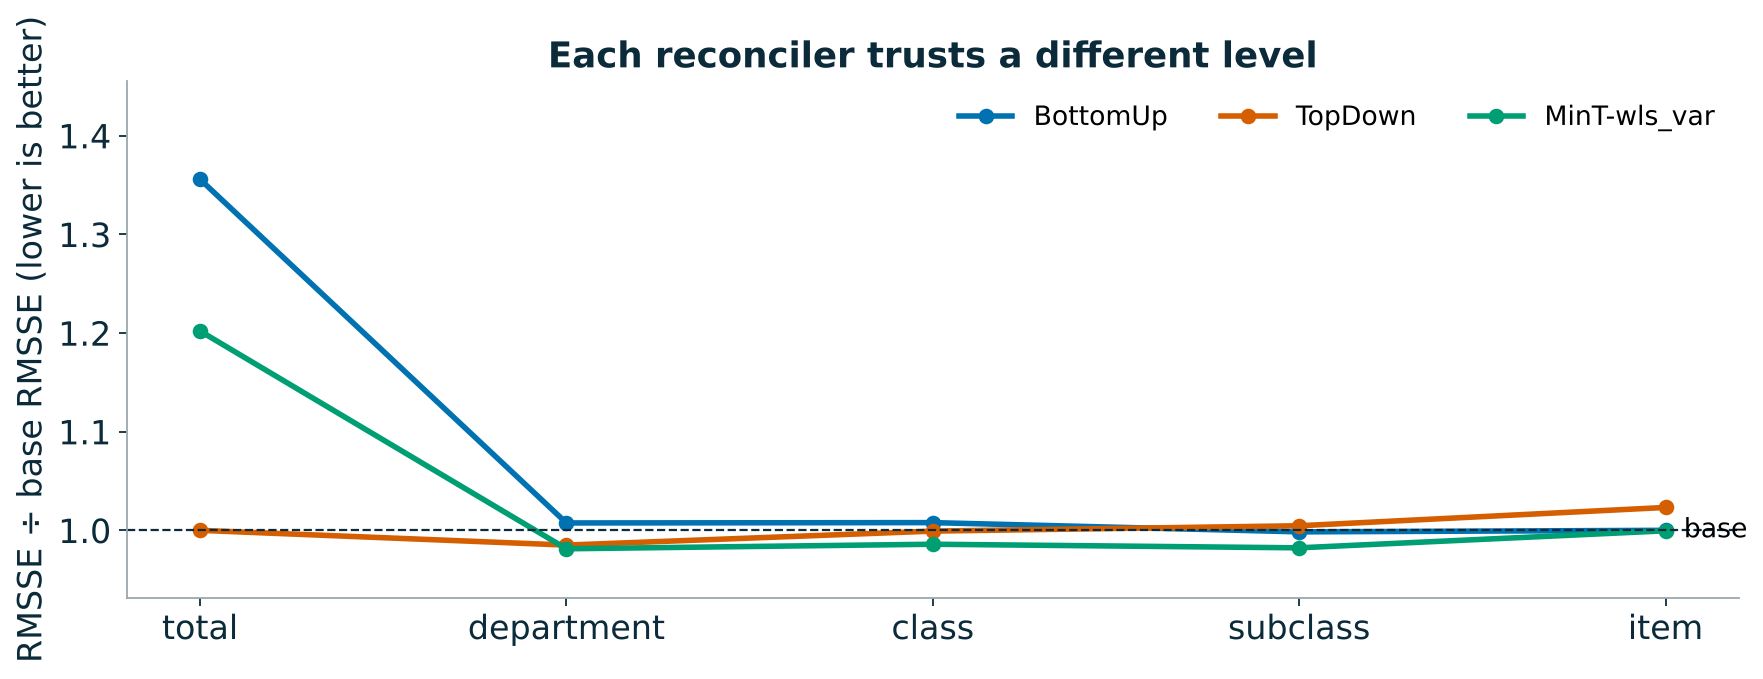 Each reconciler trusts a different level
BottomUp
TopDown
MinT-wls_var
RMSSE ÷ base RMSSE (lower is better)
1.4
1.3
1.2
1.1
1.0
base
total
department
class
subclass
item